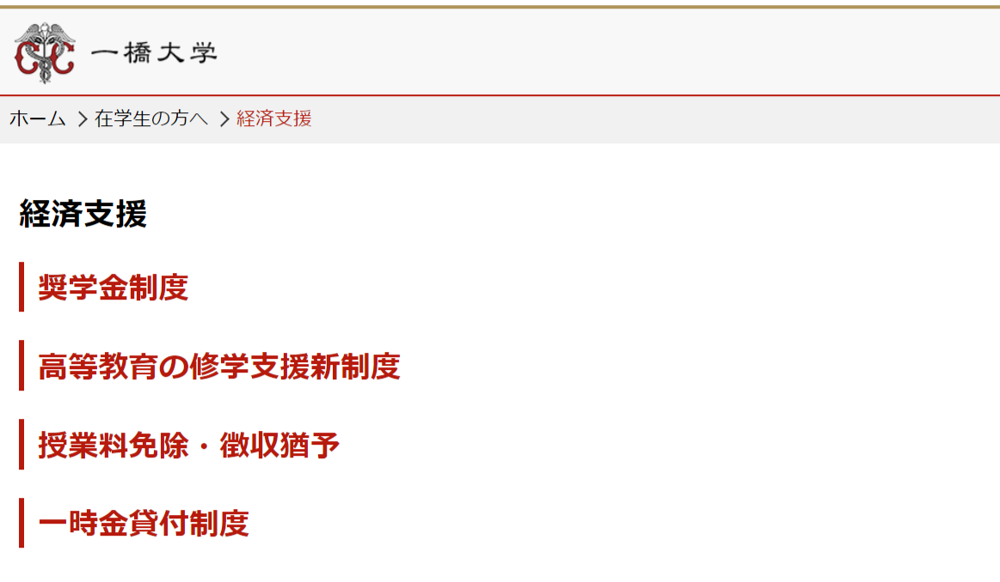 一橋大学
ホーム > 在学生の方へ > 経済支援
経済支援
奨学金制度
高等教育の修学支援新制度
授業料免除・徴収猶予
一時金貸付制度